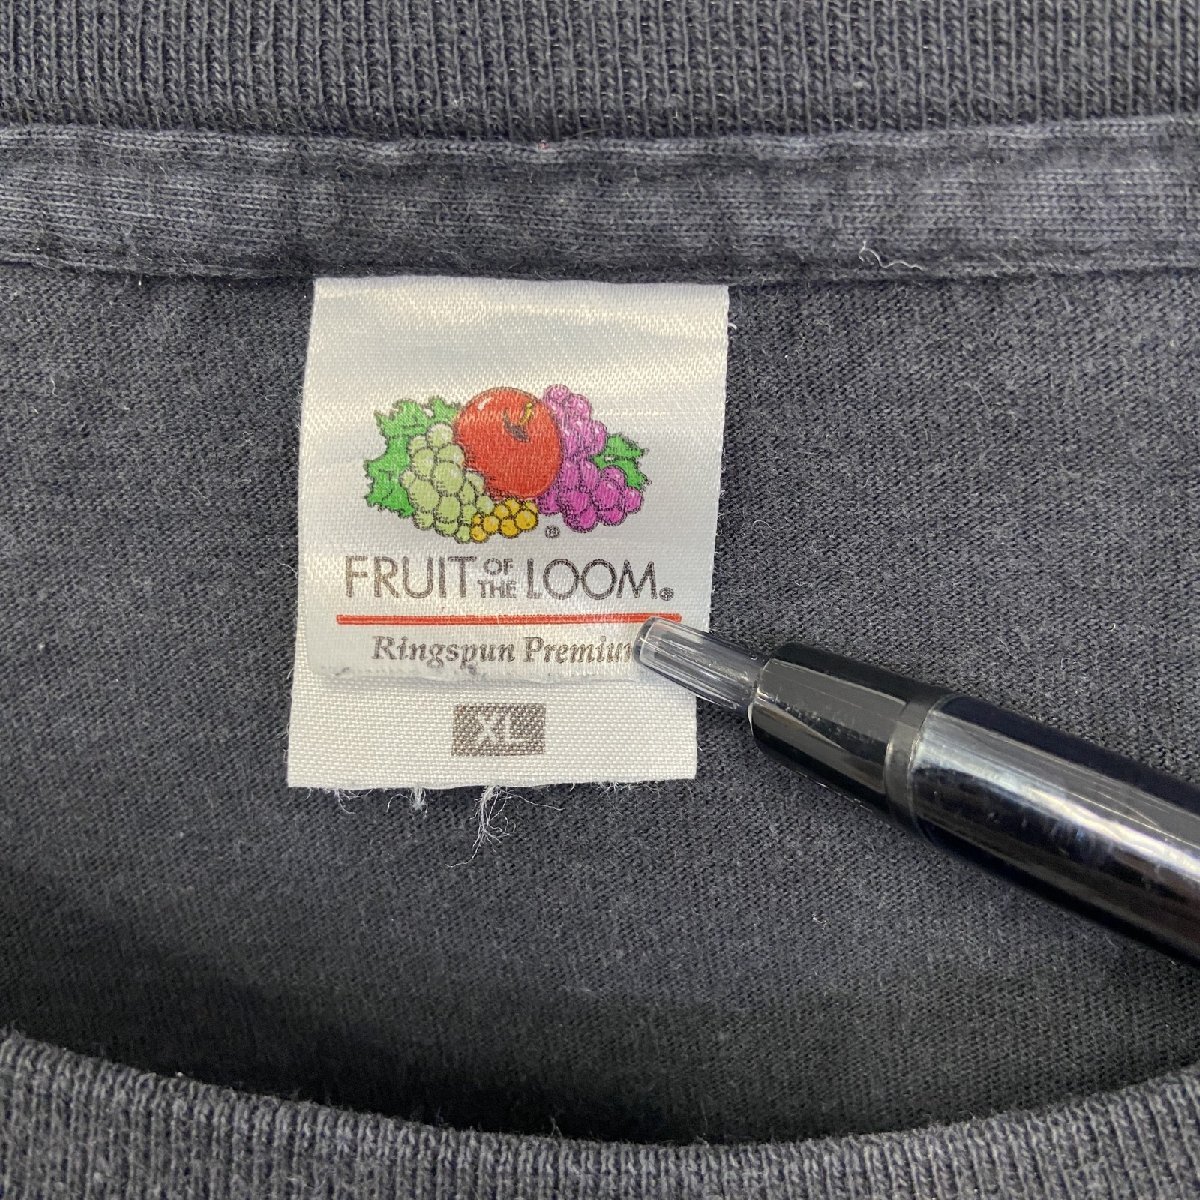 ®
FRUIT OF THE LOOM®
Ringspun Premium
XL